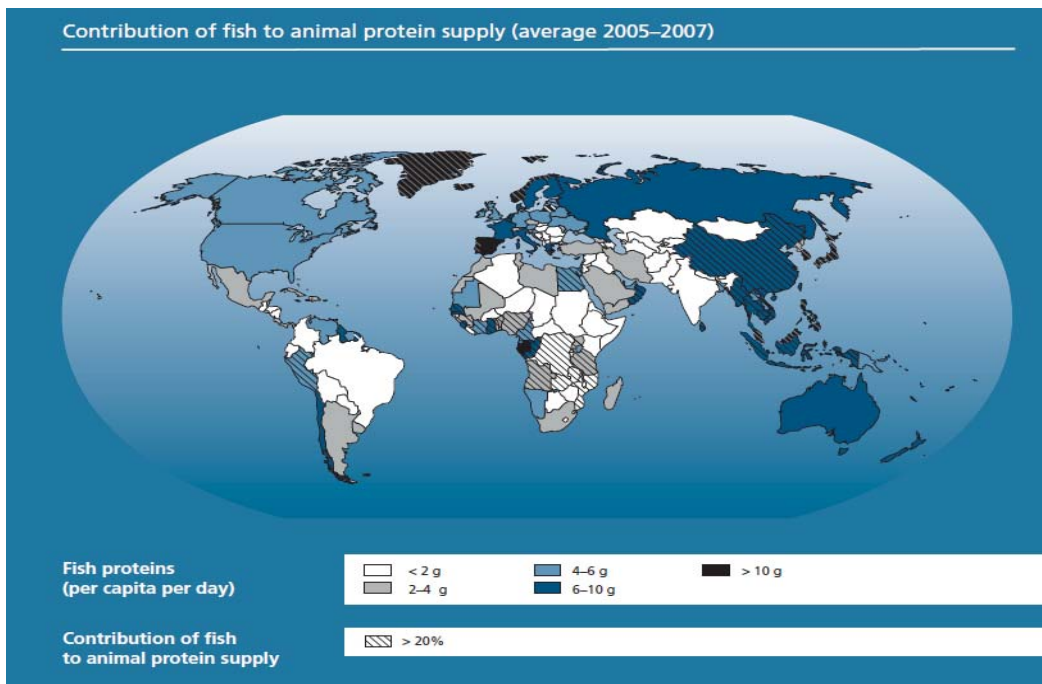 Contribution of fish to animal protein supply (average 2005–2007)
Fish proteins
(per capita per day)
< 2 g
4–6 g
> 10 g
2–4 g
6–10 g
Contribution of fish
to animal protein supply
> 20%